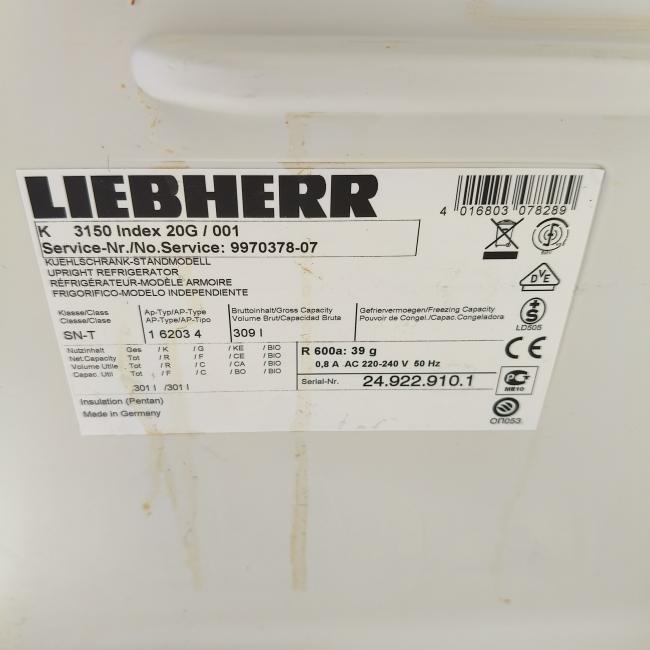 LIEBHERR
4 016803 078289
K 3150 Index 20G / 001
Service-Nr./No.Service: 9970378-07
KUEHLSCHRANK-STANDMODELL
UPRIGHT REFRIGERATOR
RÉFRIGÉRATEUR-MODÈLE ARMOIRE
FRIGORIFICO-MODELO INDEPENDIENTE
DVE
S
LD505
Klasse/Class
Classe/Clase
SN-T
Ap-Typ/AP-Type
AP-Type/AP-Tipo
1 6203 4
Bruttoinhalt/Gross Capacity
Volume Brut/Capacidad Bruta
309 l
Gefriervermoegen/Freezing Capacity
Pouvoir de Congel./Capac.Congeladora
CE
Nutzinhalt Ges / K / G / KE / BIO
Net.Capacity Tot / R / F / CE / BIO
Volume Utile Tot / R / C / CA / BIO
Capac. Util Tot / F / C / BO / BIO
301 l /301 l
R 600a: 39 g
0,8 A AC 220-240 V 50 Hz
Serial-Nr. 24.922.910.1
ME10
ОП053
Insulation (Pentan)
Made in Germany